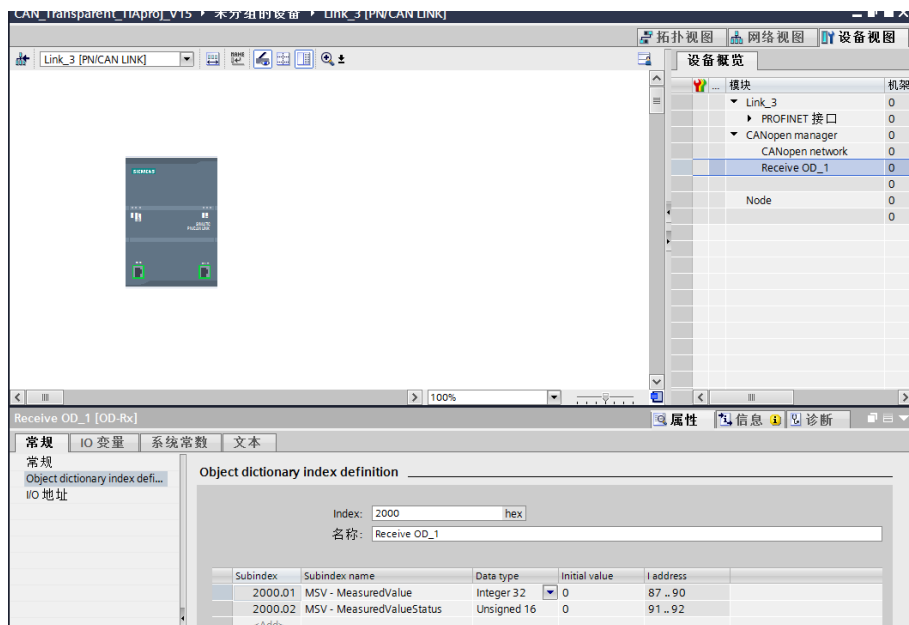 CAN_Transparent_TIAproj_V15 ▸ 未分组的设备 ▸ Link_3 [PN/CAN LINK]
拓扑视图 网络视图 设备视图
Link_3 [PN/CAN LINK]
设备概览
... 模块 机架
Link_3 0
PROFINET 接口 0
CANopen manager 0
CANopen network 0
Receive OD_1 0
0
Node 0
0
SIEMENS
100%
Receive OD_1 [OD-Rx]
属性 信息 诊断
常规 IO 变量 系统常数 文本
常规
Object dictionary index defi...
I/O 地址
Object dictionary index definition
Index: 2000 hex
名称: Receive OD_1
Subindex Subindex name Data type Initial value I address
2000.01 MSV - MeasuredValue Integer 32 0 87 .. 90
2000.02 MSV - MeasuredValueStatus Unsigned 16 0 91 .. 92
<Add>